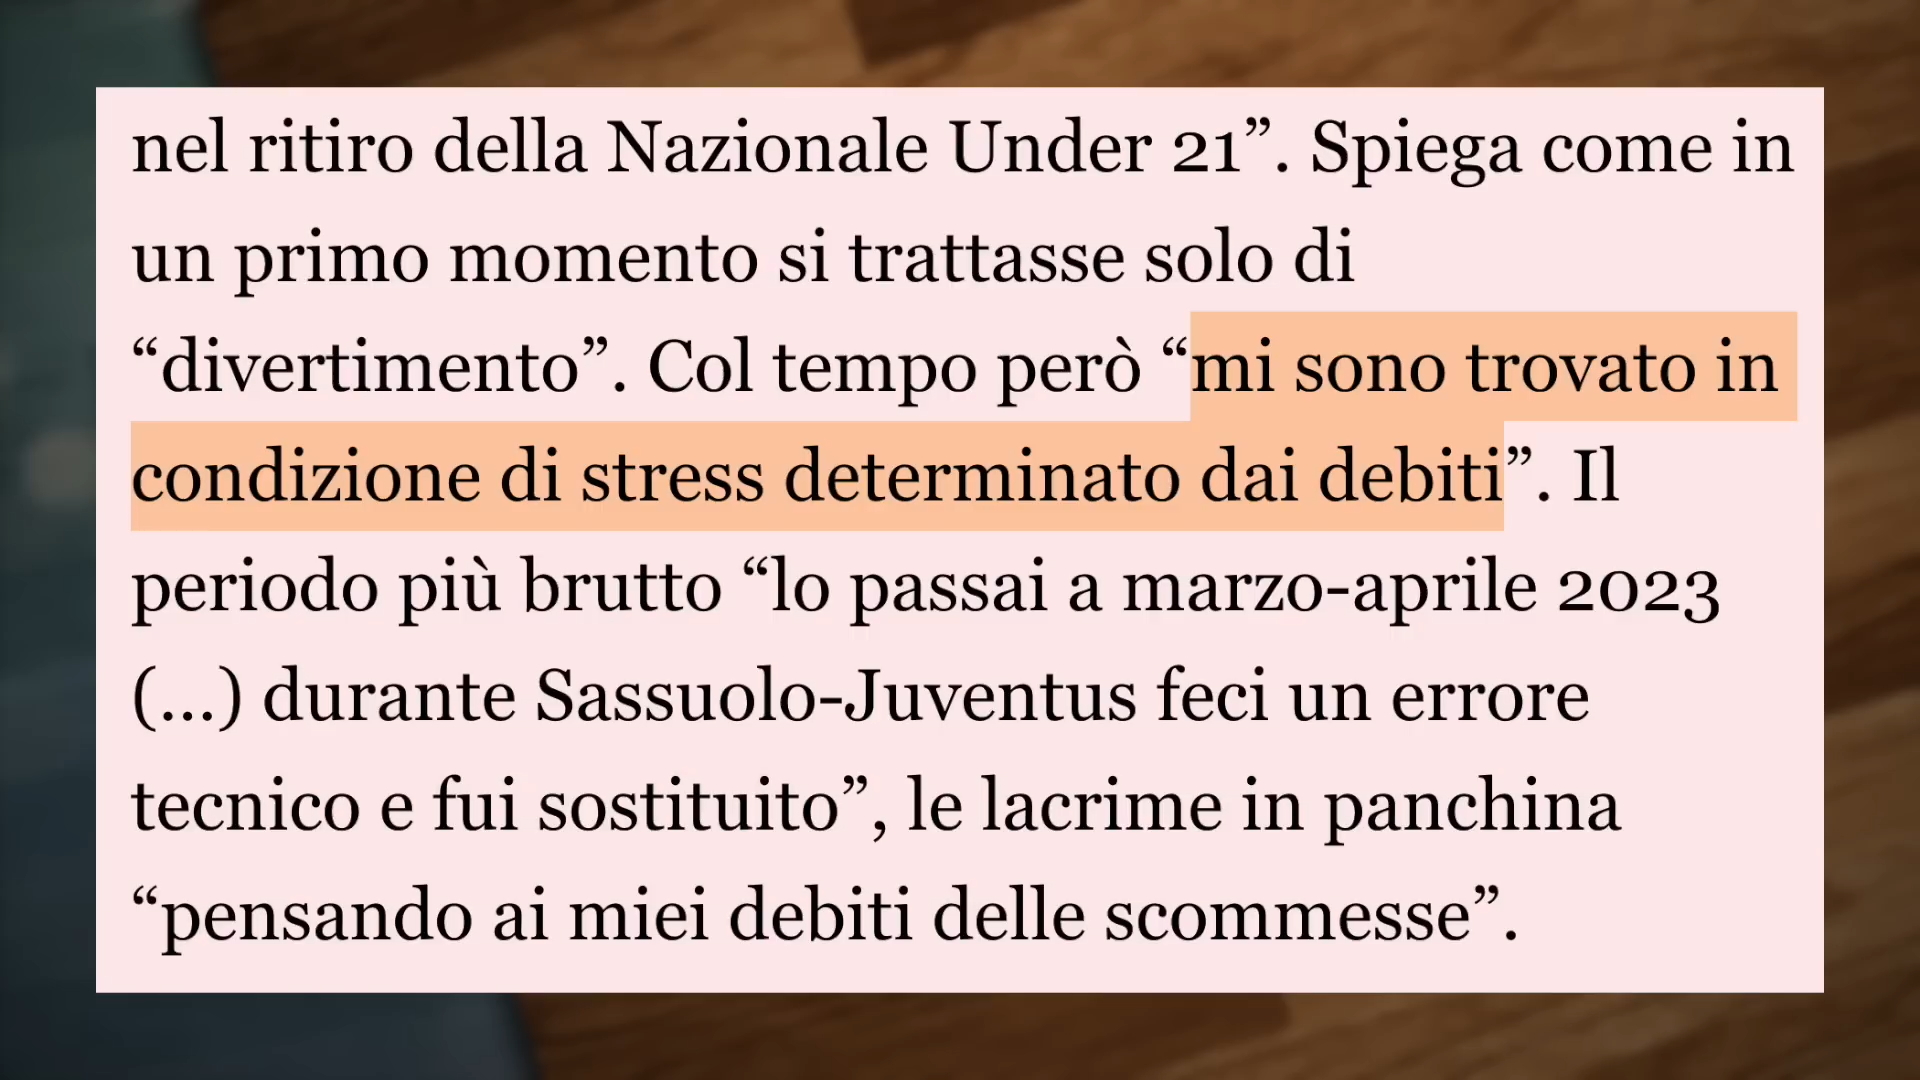 nel ritiro della Nazionale Under 21”. Spiega come in
un primo momento si trattasse solo di
“divertimento”. Col tempo però “mi sono trovato in
condizione di stress determinato dai debiti”. Il
periodo più brutto “lo passai a marzo-aprile 2023
(...) durante Sassuolo-Juventus feci un errore
tecnico e fui sostituito”, le lacrime in panchina
“pensando ai miei debiti delle scommesse”.